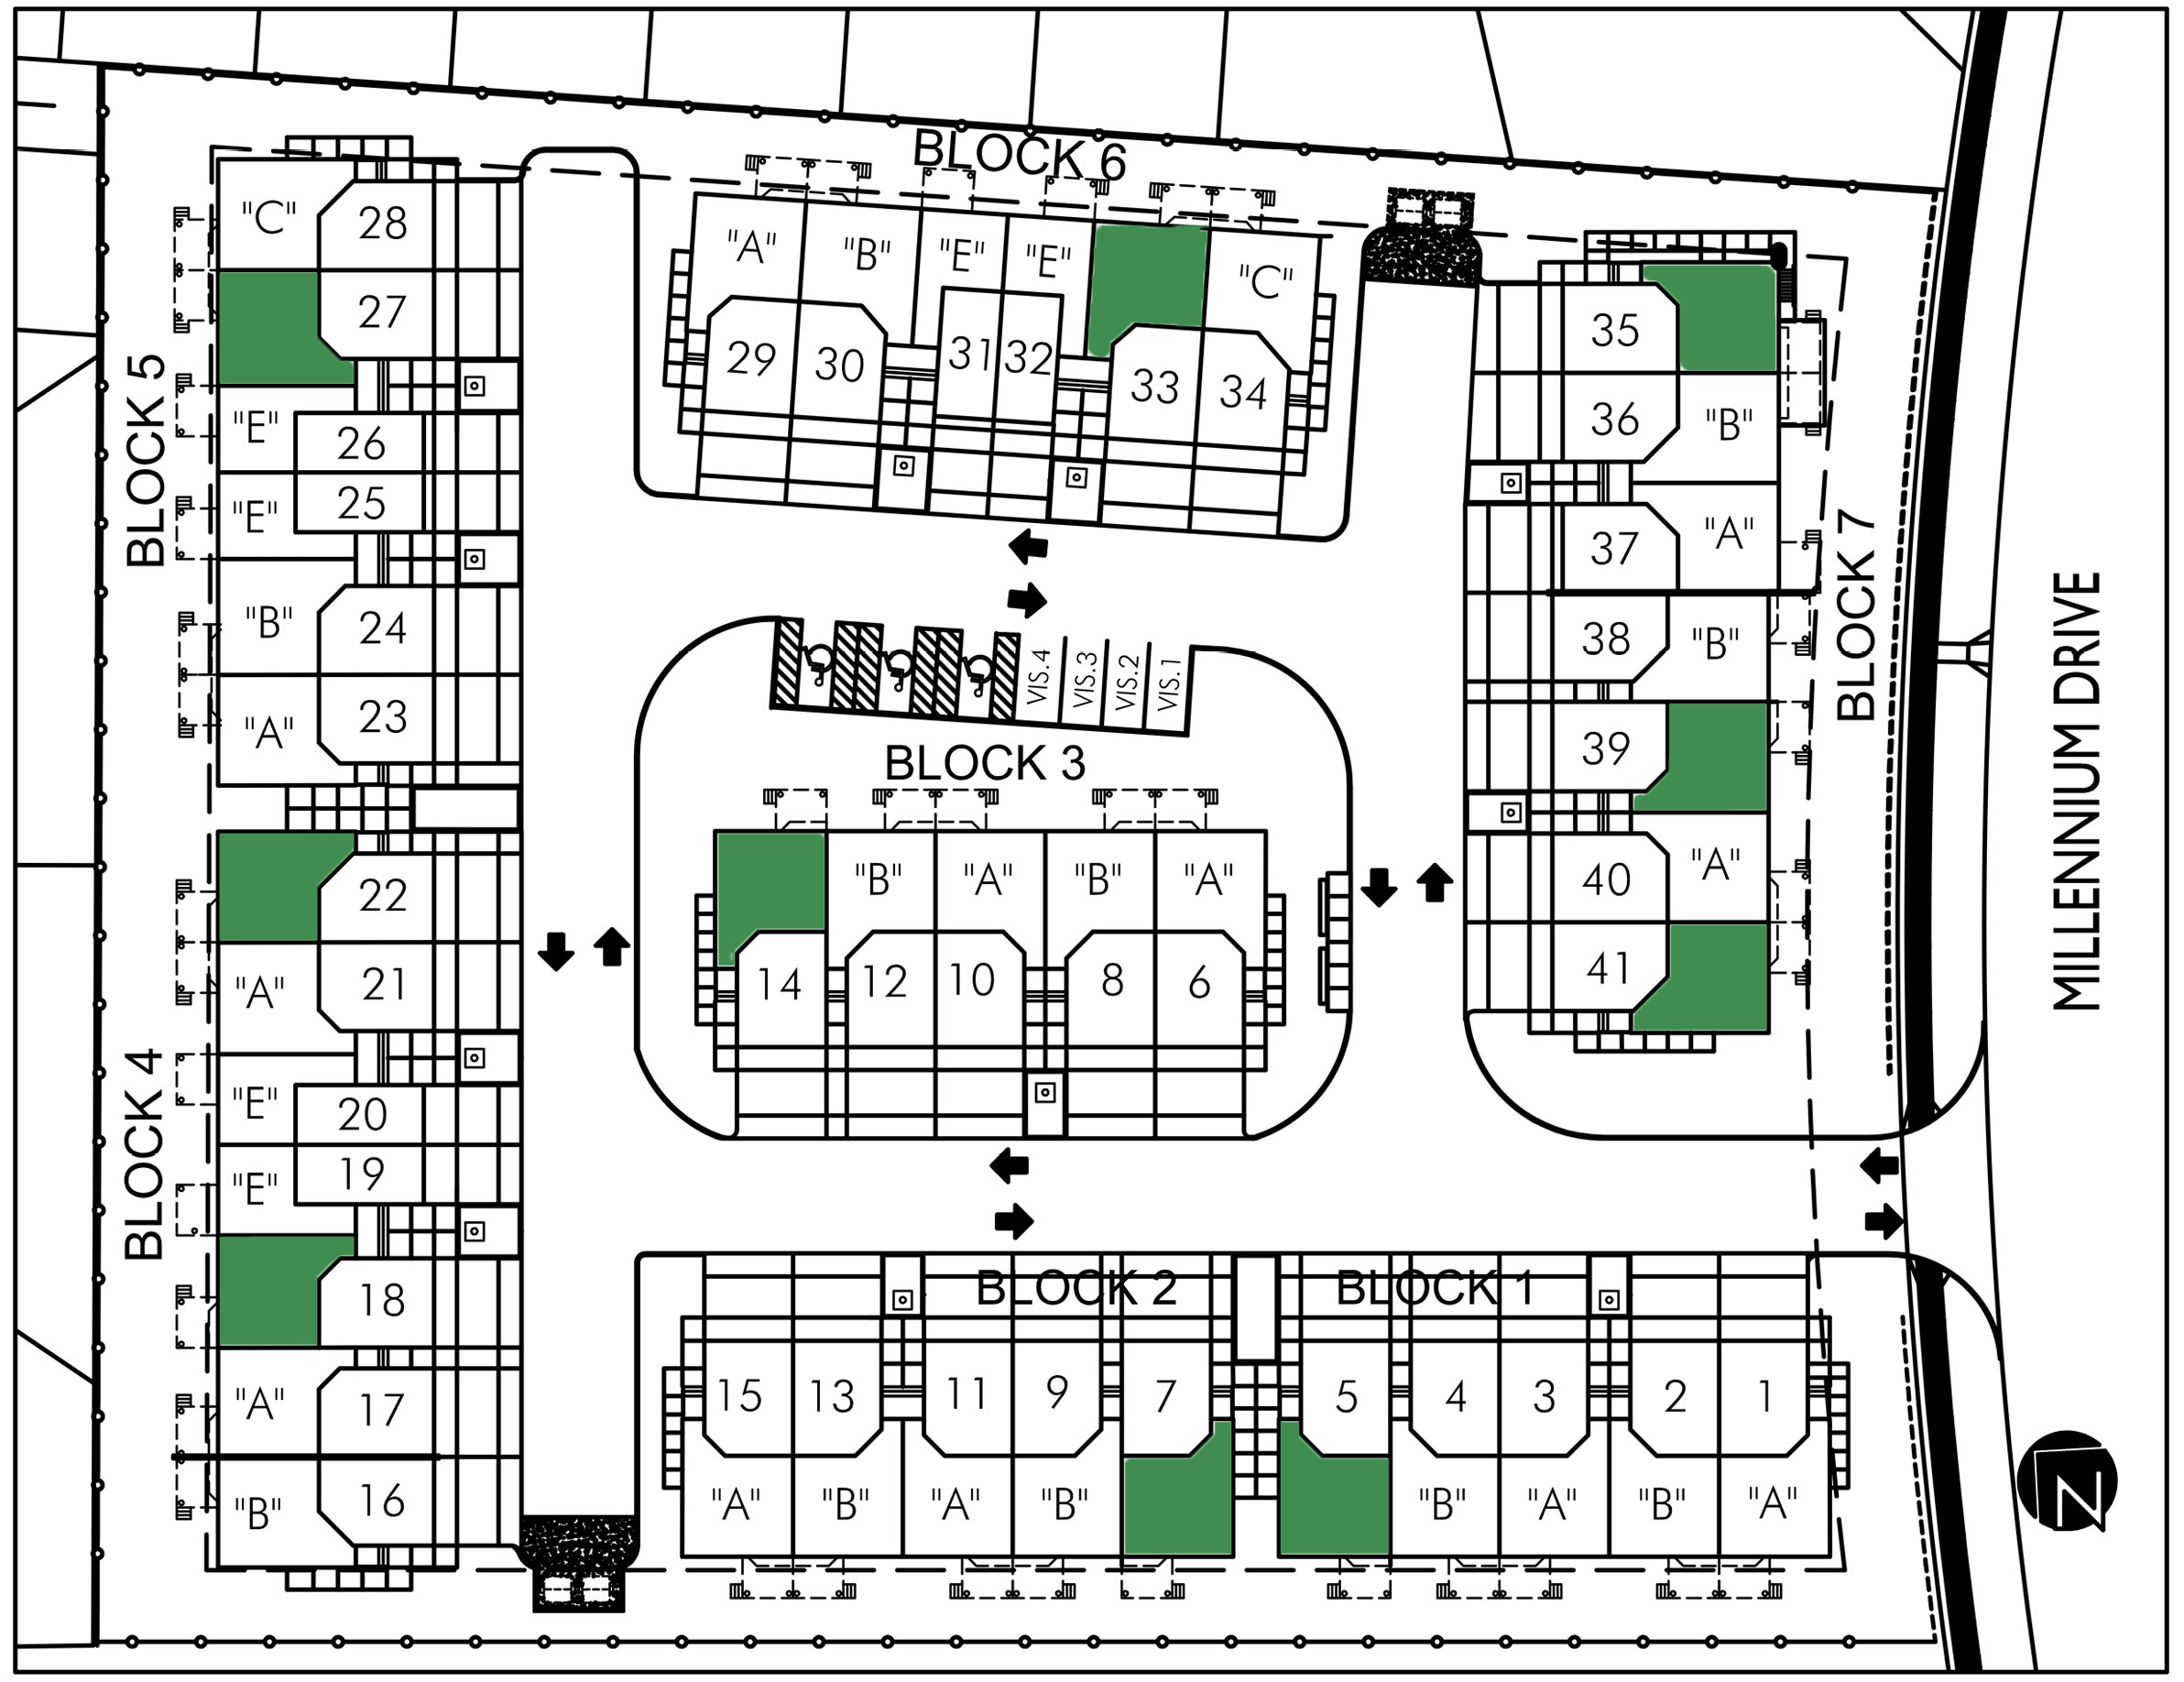 BLOCK 6
"A"
"B"
"E"
"E"
"C"
29
30
31
32
33
34
BLOCK 5
"C"
28
27
"E"
26
"E"
25
"B"
24
"A"
23
BLOCK 4
22
"A"
21
"E"
20
"E"
19
18
"A"
17
"B"
16
VIS.4
VIS.3
VIS.2
VIS.1
BLOCK 3
"B"
"A"
"B"
"A"
14
12
10
8
6
BLOCK 7
35
36
"B"
37
"A"
38
"B"
39
40
"A"
41
MILLENNIUM DRIVE
BLOCK 2
BLOCK 1
15
13
11
9
7
5
4
3
2
1
"A"
"B"
"A"
"B"
"B"
"A"
"B"
"A"
N